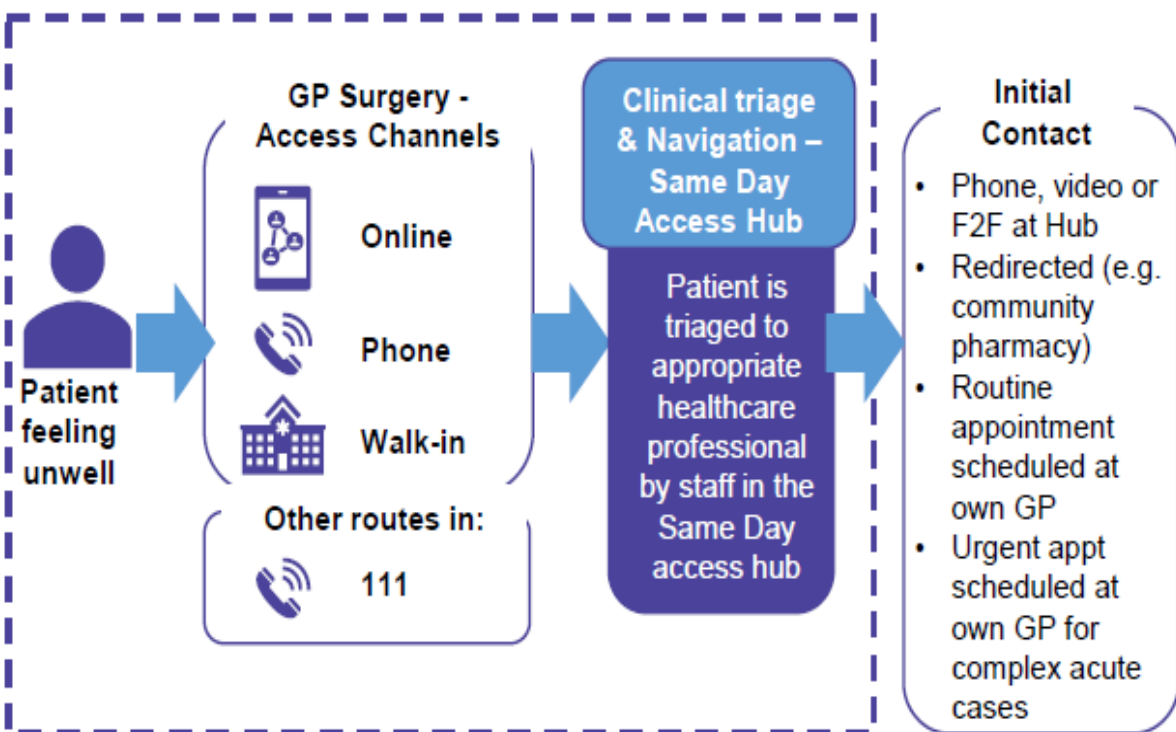 Patient
feeling
unwell
GP Surgery -
Access Channels
Online
Phone
Walk-in
Other routes in:
111
Clinical triage
& Navigation –
Same Day
Access Hub
Patient is
triaged to
appropriate
healthcare
professional
by staff in the
Same Day
access hub
Initial
Contact
• Phone, video or
F2F at Hub
• Redirected (e.g.
community
pharmacy)
• Routine
appointment
scheduled at
own GP
• Urgent appt
scheduled at
own GP for
complex acute
cases